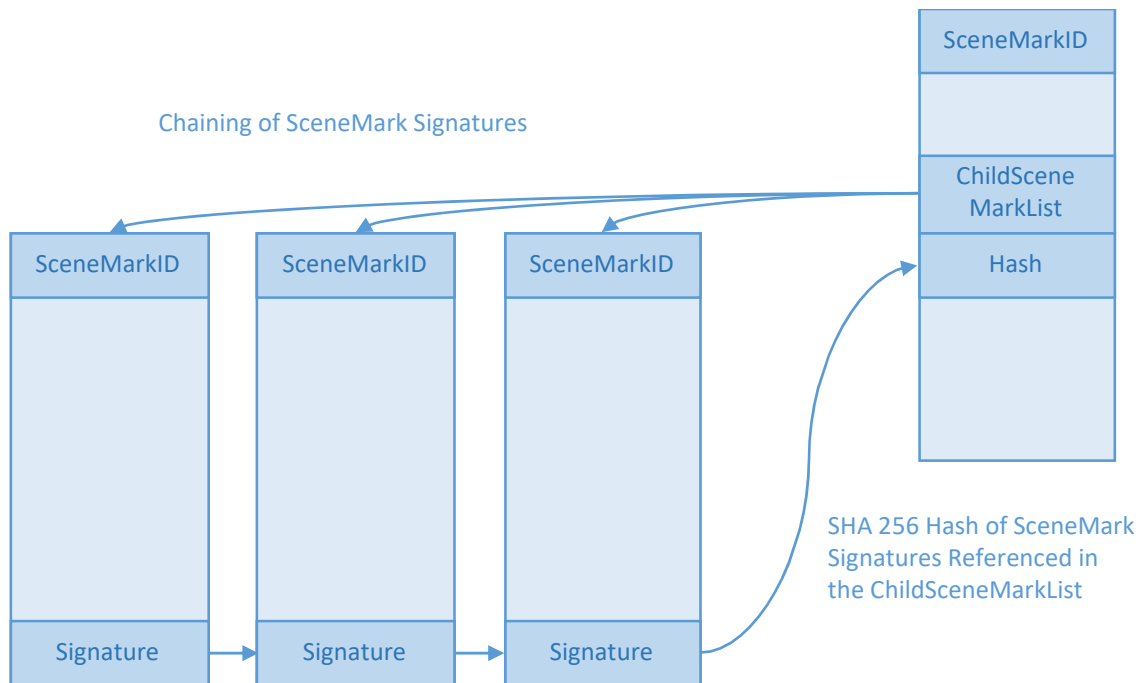 SceneMarkID
Chaining of SceneMark Signatures
ChildScene
MarkList
SceneMarkID
SceneMarkID
SceneMarkID
Hash
SHA 256 Hash of SceneMark
Signatures Referenced in
the ChildSceneMarkList
Signature
Signature
Signature